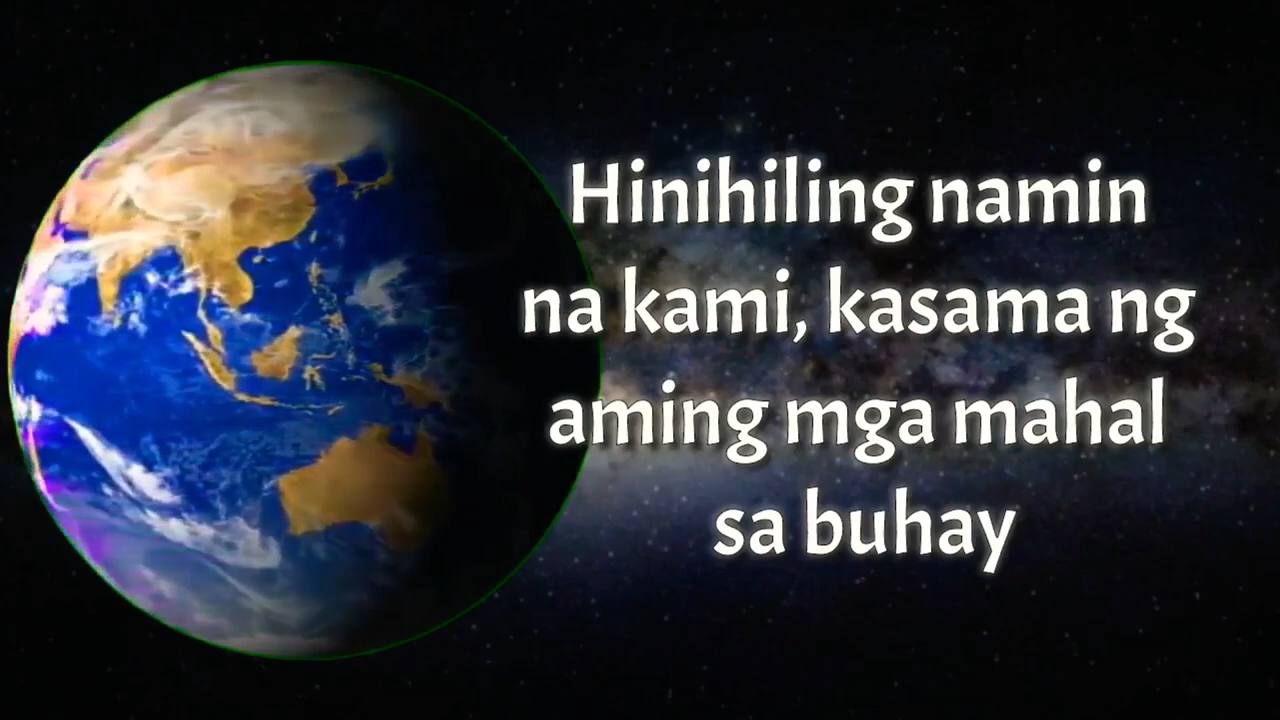 Hinihiling namin
na kami, kasama ng
aming mga mahal
sa buhay